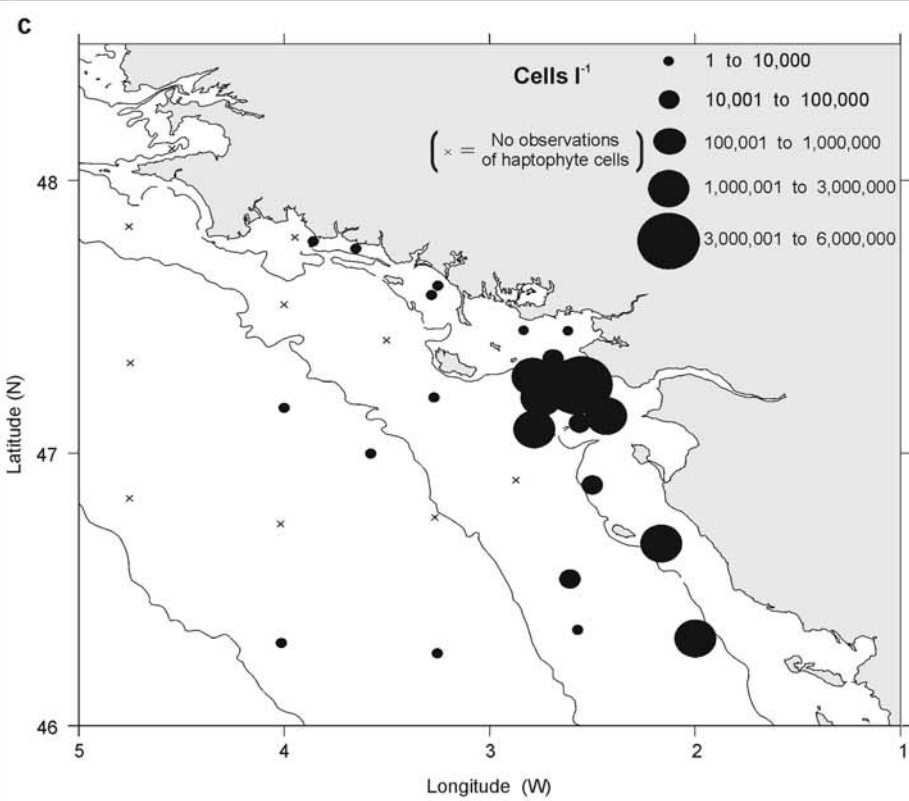 c
Cells l⁻¹
1 to 10,000
10,001 to 100,000
100,001 to 1,000,000
1,000,001 to 3,000,000
3,000,001 to 6,000,000
( × = No observations
of haptophyte cells )
48
47
46
Latitude (N)
5 4 3 2 1
Longitude (W)